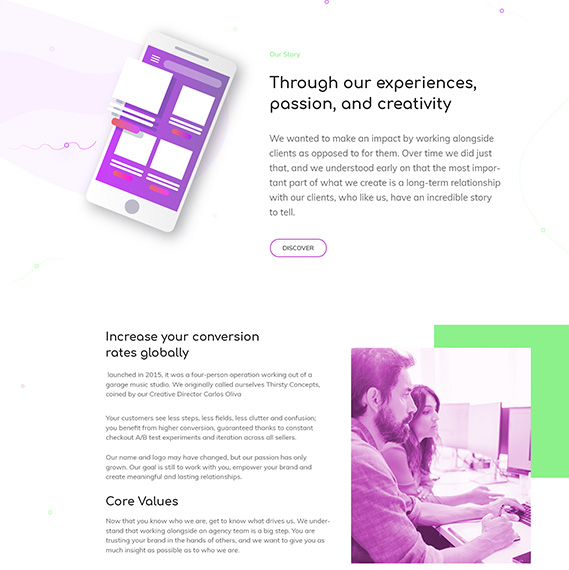 Our Story
Through our experiences,
passion, and creativity
We wanted to make an impact by working alongside
clients as opposed to for them. Over time we did just
that, and we understood early on that the most impor-
tant part of what we create is a long-term relationship
with our clients, who like us, have an incredible story
to tell.
DISCOVER
Increase your conversion
rates globally
launched in 2015, it was a four-person operation working out of a
garage music studio. We originally called ourselves Thirsty Concepts,
coined by our Creative Director Carlos Oliva
Your customers see less steps, less fields, less clutter and confusion;
you benefit from higher conversion, guaranteed thanks to constant
checkout A/B test experiments and iteration across all sellers.
Our name and logo may have changed, but our passion has only
grown. Our goal is still to work with you, empower your brand and
create meaningful and lasting relationships.
Core Values
Now that you know who we are, get to know what drives us. We under-
stand that working alongside an agency team is a big step. You are
trusting your brand in the hands of others, and we want to give you as
much insight as possible as to who we are.